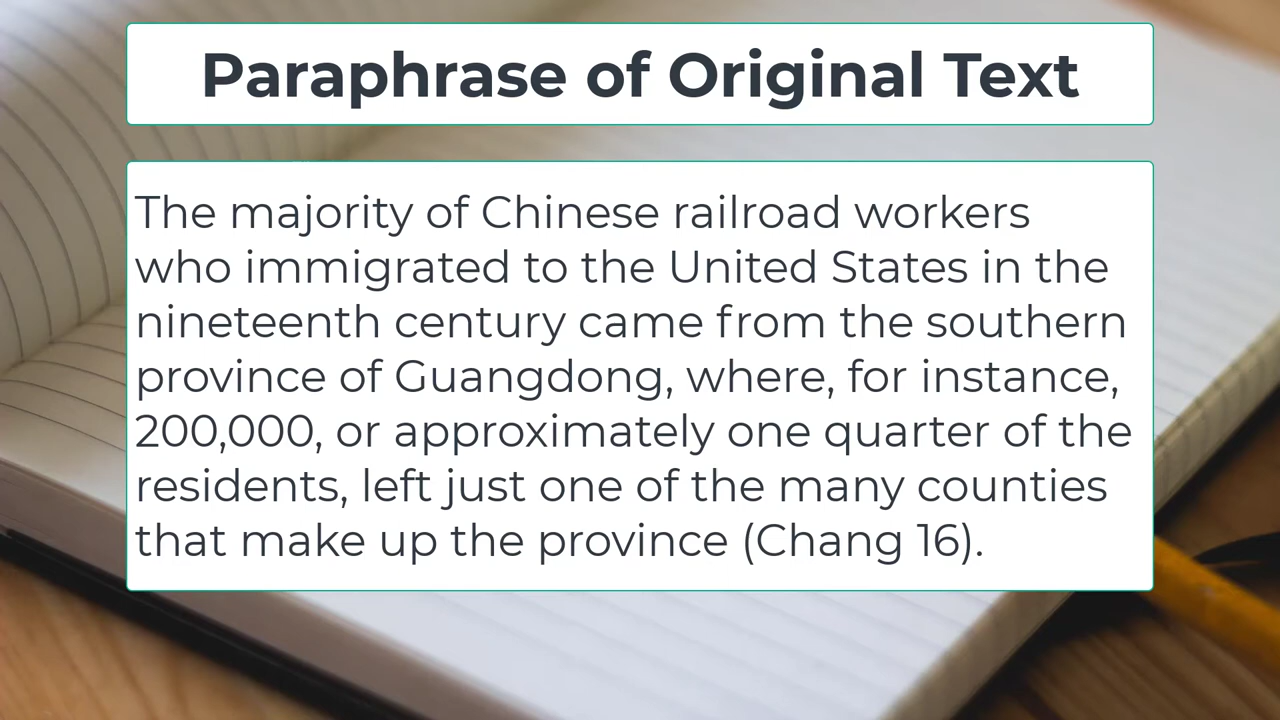 Paraphrase of Original Text
The majority of Chinese railroad workers
who immigrated to the United States in the
nineteenth century came from the southern
province of Guangdong, where, for instance,
200,000, or approximately one quarter of the
residents, left just one of the many counties
that make up the province (Chang 16).